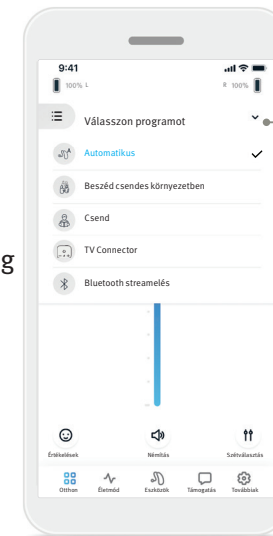 9:41
100% L
R 100%
Válasszon programot
Automatikus
Beszéd csendes környezetben
Csend
TV Connector
Bluetooth streamelés
g
Értékelések
Némítás
Szétválasztás
Otthon
Életmód
Eszközök
Támogatás
Továbbiak